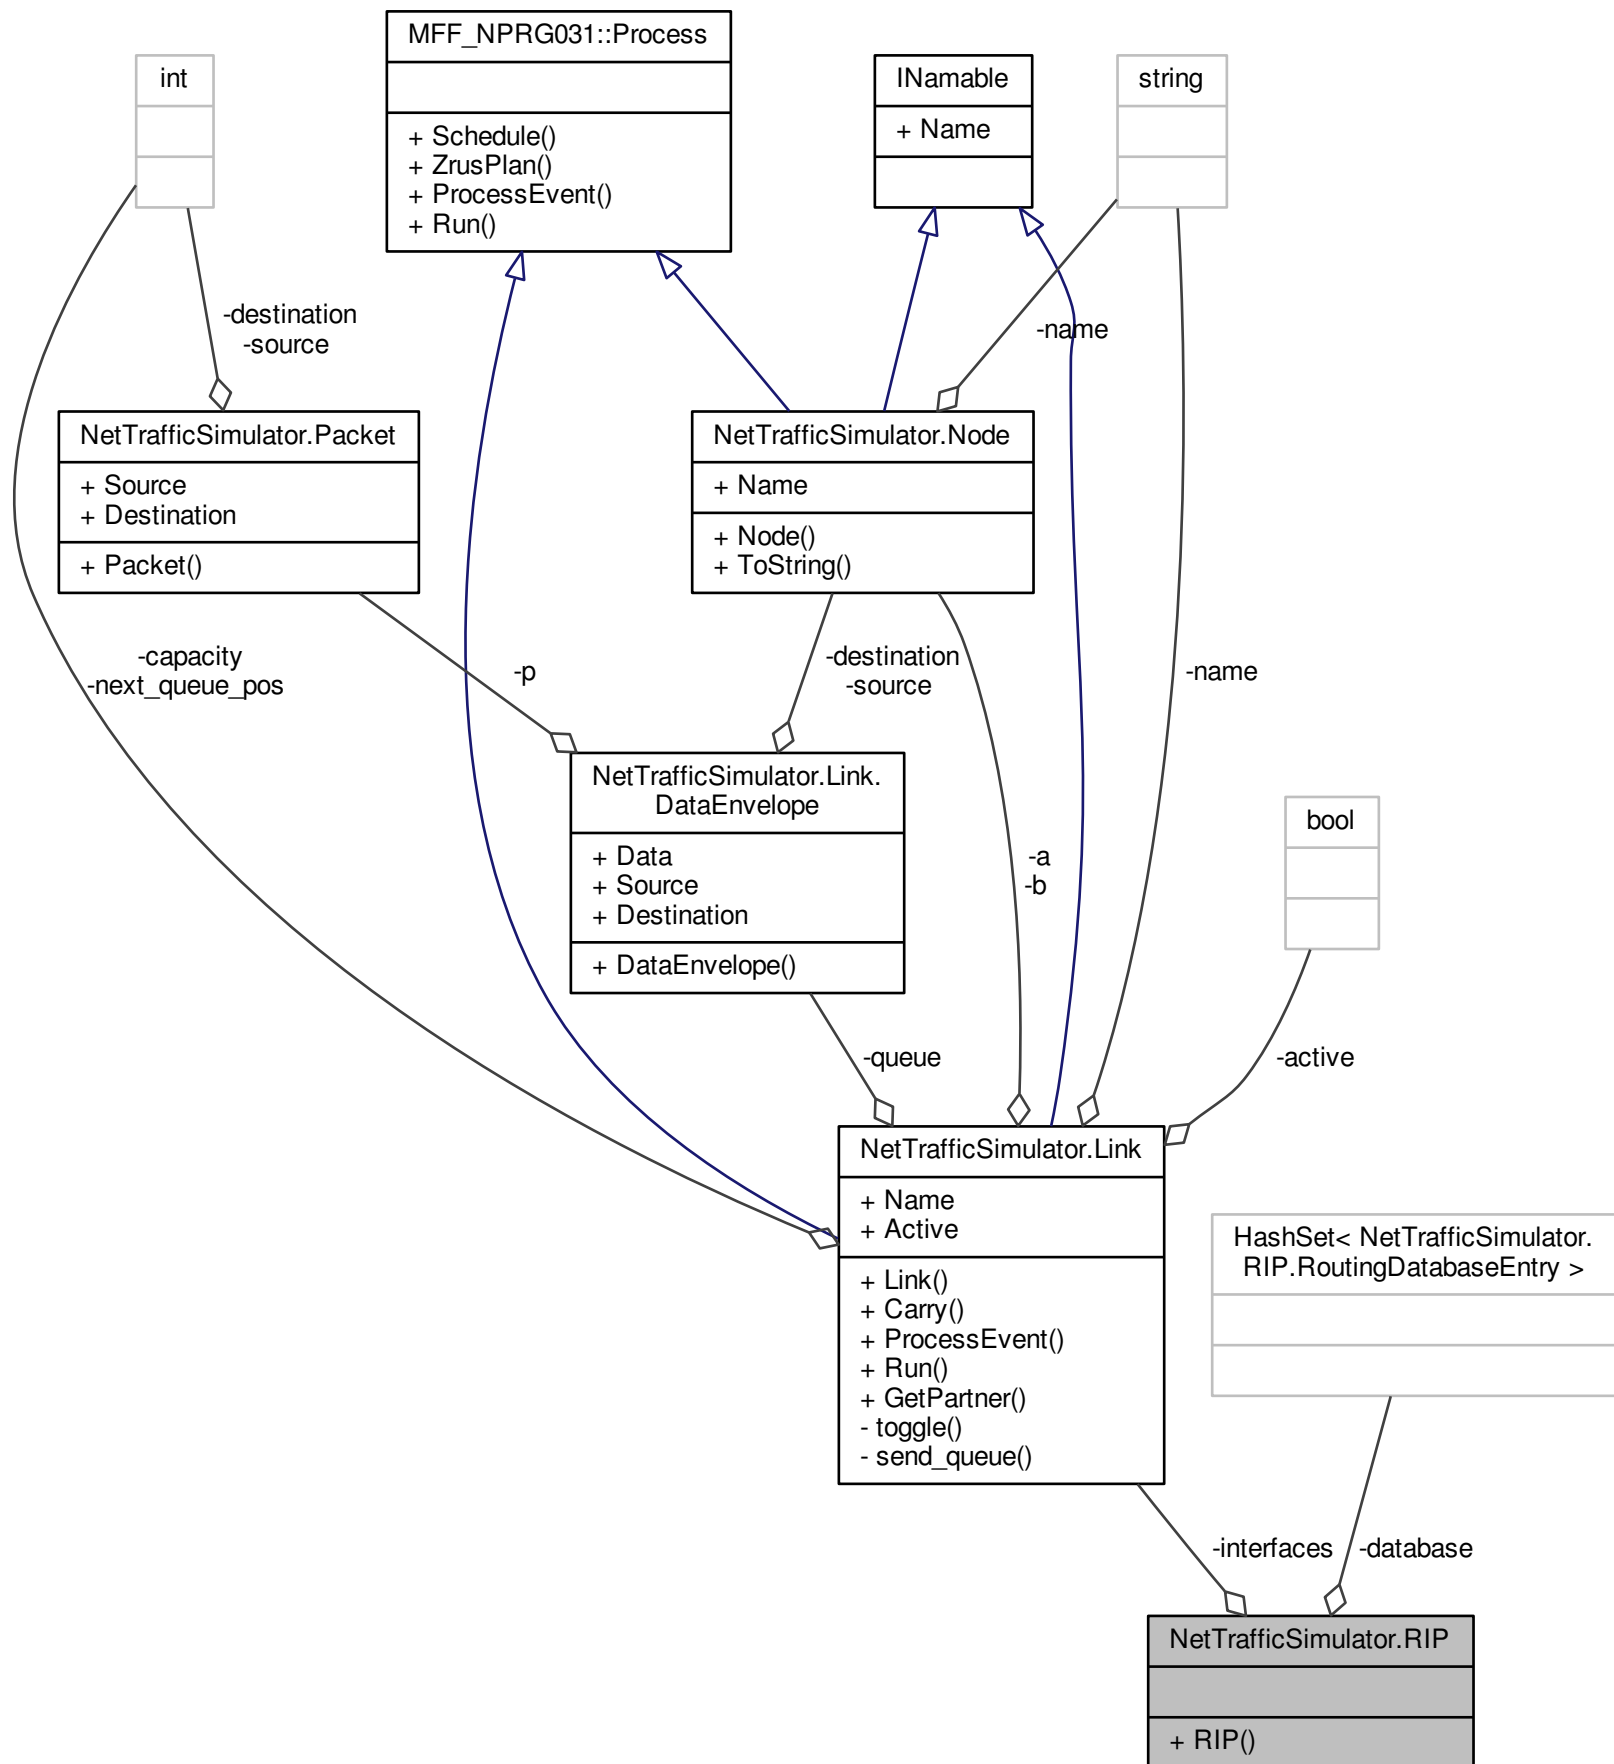 MFF_NPRG031::Process
+ Schedule()
+ ZrusPlan()
+ ProcessEvent()
+ Run()
int
INamable
+ Name
string
-destination
-source
-name
NetTrafficSimulator.Packet
+ Source
+ Destination
+ Packet()
NetTrafficSimulator.Node
+ Name
+ Node()
+ ToString()
-capacity
-next_queue_pos
-p
-destination
-source
-name
NetTrafficSimulator.Link.
DataEnvelope
+ Data
+ Source
+ Destination
+ DataEnvelope()
-a
-b
bool
-queue
-active
NetTrafficSimulator.Link
+ Name
+ Active
+ Link()
+ Carry()
+ ProcessEvent()
+ Run()
+ GetPartner()
- toggle()
- send_queue()
HashSet< NetTrafficSimulator.
RIP.RoutingDatabaseEntry >
-interfaces
-database
NetTrafficSimulator.RIP
+ RIP()